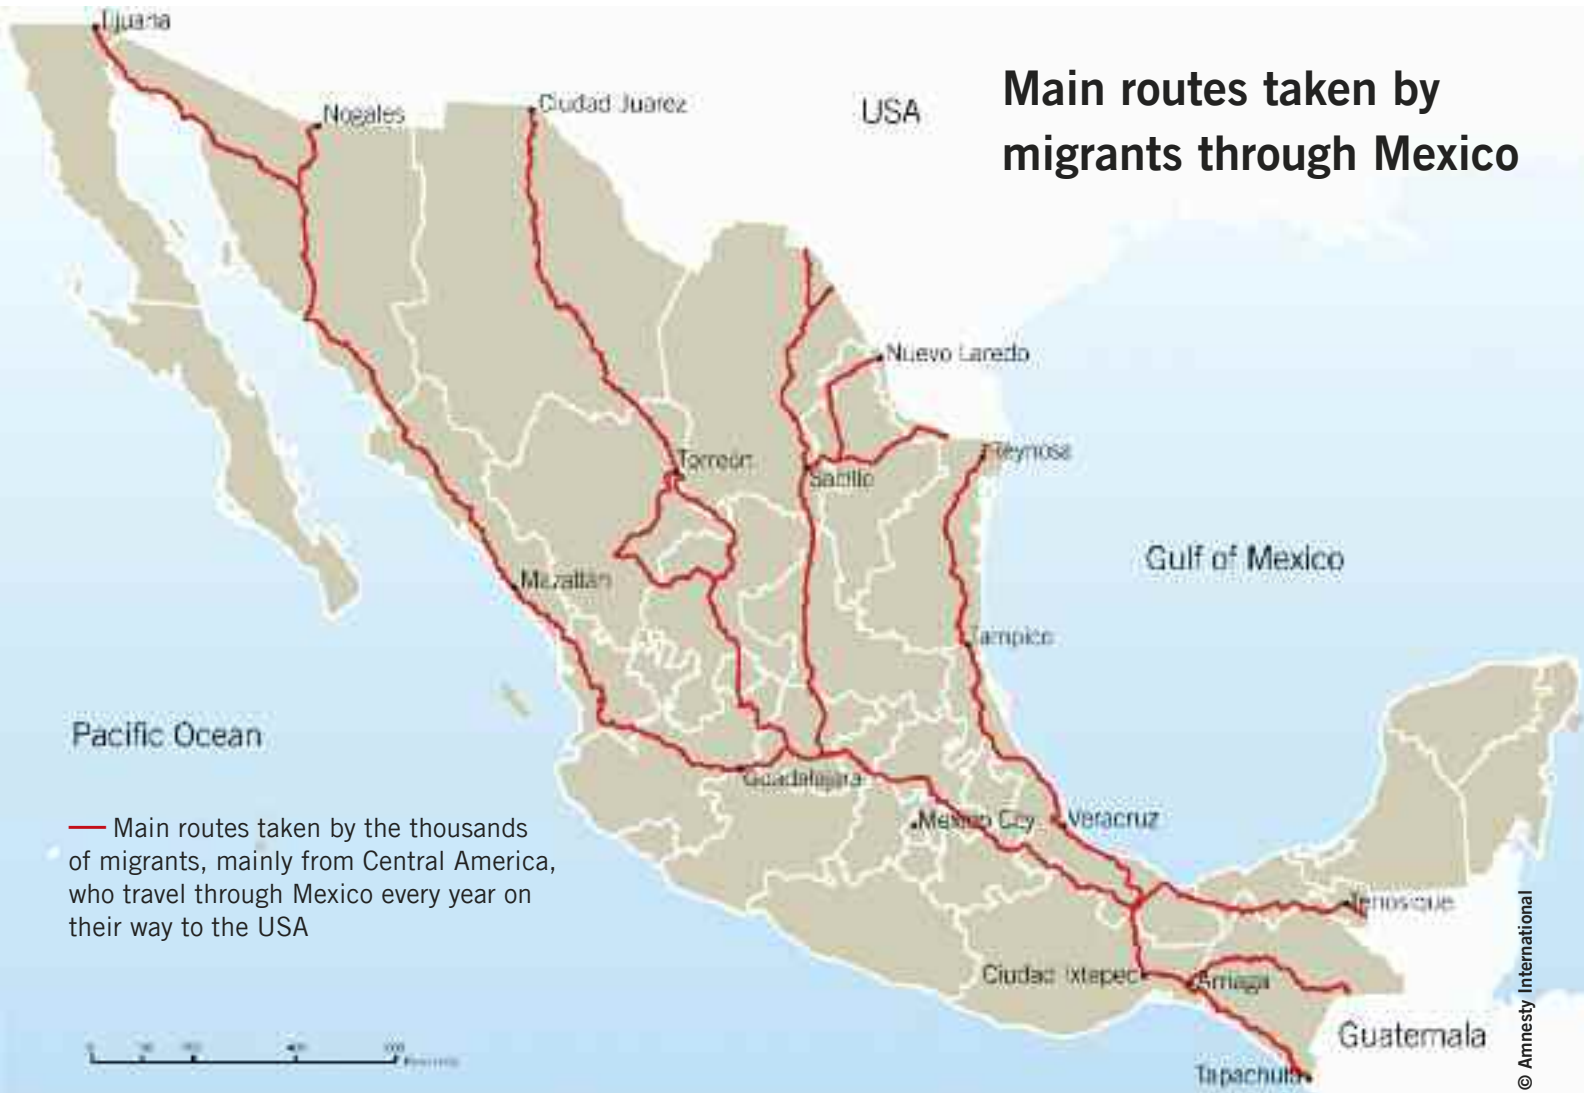 Tijuana
Nogales
Ciudad Juarez
USA
Main routes taken by
migrants through Mexico
Nuevo Laredo
Torreón
Reynosa
Saltillo
Gulf of Mexico
Mazatlán
Tampico
Pacific Ocean
Guadalajara
Mexico City
Veracruz
Main routes taken by the thousands
of migrants, mainly from Central America,
who travel through Mexico every year on
their way to the USA
Tenosique
Ciudad Ixtepec
Arriaga
Guatemala
Tapachula
© Amnesty International